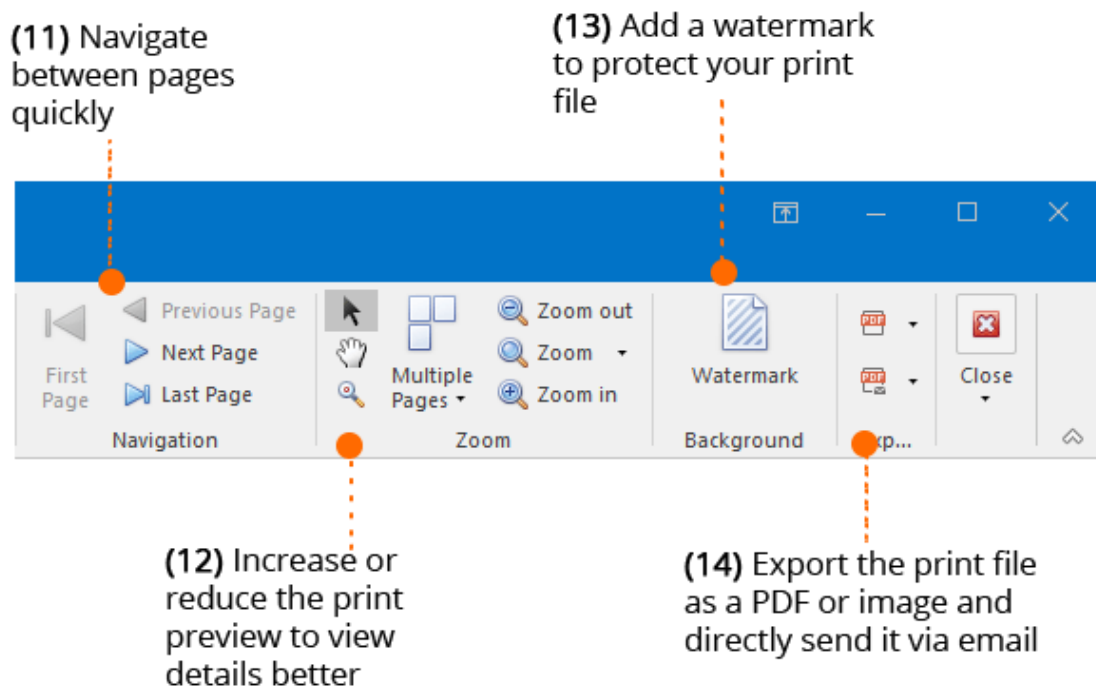 (11) Navigate
between pages
quickly
(13) Add a watermark
to protect your print
file
First
Page
Previous Page
Next Page
Last Page
Navigation
Multiple
Pages
Zoom out
Zoom
Zoom in
Zoom
Watermark
Background
PDF
PDF
xp...
Close
(12) Increase or
reduce the print
preview to view
details better
(14) Export the print file
as a PDF or image and
directly send it via email